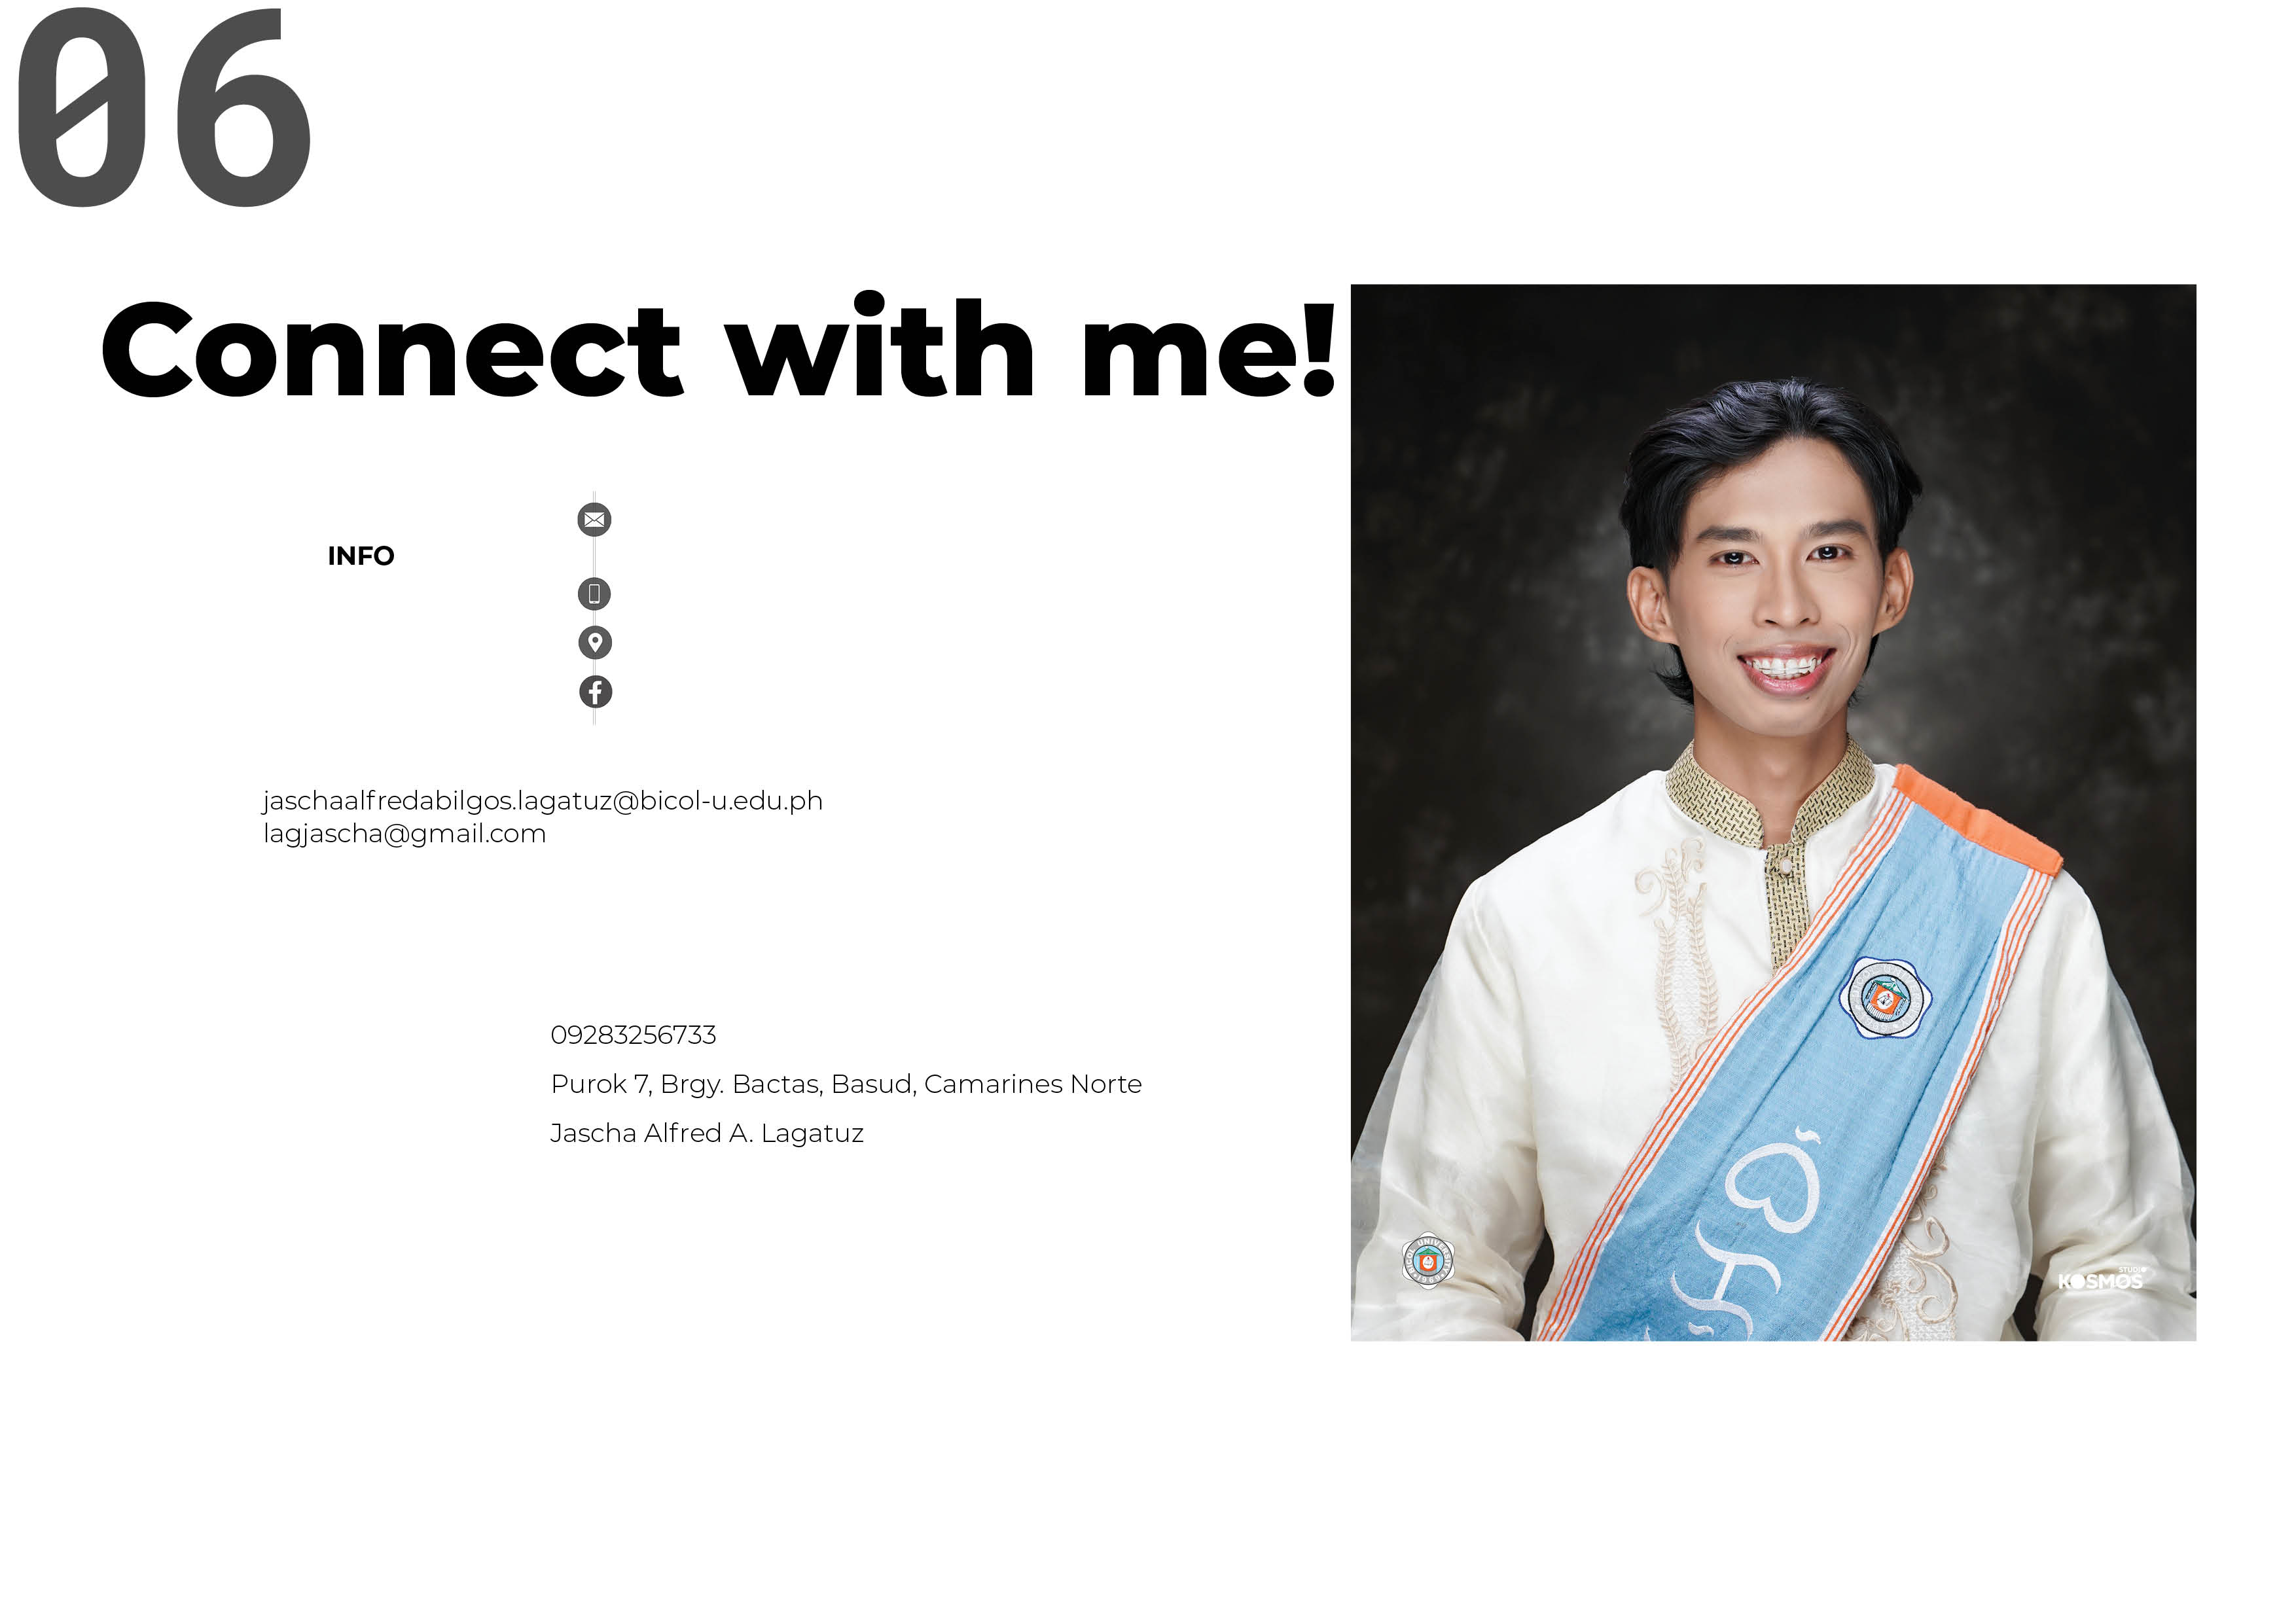 06
Connect with me!
INFO
jaschaalfredabilgos.lagatuz@bicol-u.edu.ph
lagjascha@gmail.com
09283256733
Purok 7, Brgy. Bactas, Basud, Camarines Norte
Jascha Alfred A. Lagatuz
STUDIO
KOSMOS